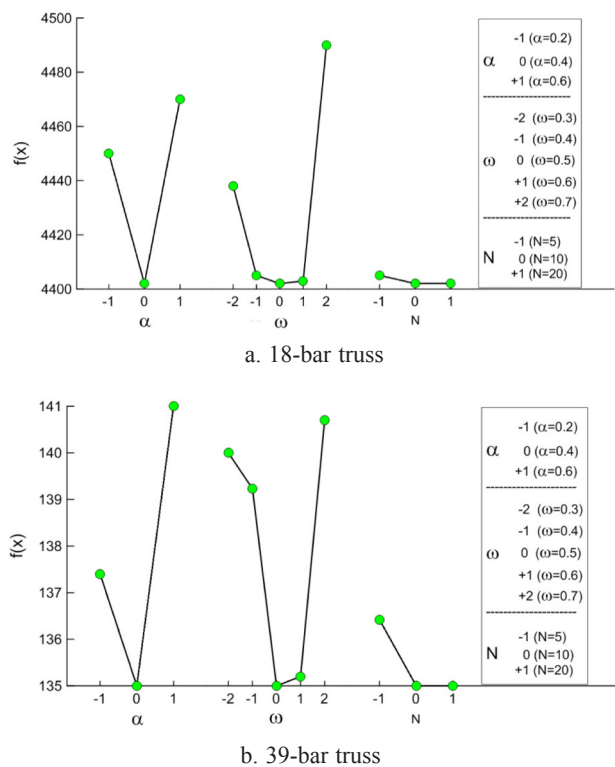 4500
4480
4460
4440
4420
4400
f(x)
-1 0 1 -2 -1 0 1 2 -1 0 1
α ω N
-1 (α=0.2)
α 0 (α=0.4)
+1 (α=0.6)
-2 (ω=0.3)
-1 (ω=0.4)
ω 0 (ω=0.5)
+1 (ω=0.6)
+2 (ω=0.7)
-1 (N=5)
N 0 (N=10)
+1 (N=20)
a. 18-bar truss
141
140
139
138
137
136
135
f(x)
-1 0 1 -2 -1 0 1 2 -1 0 1
α ω N
-1 (α=0.2)
α 0 (α=0.4)
+1 (α=0.6)
-2 (ω=0.3)
-1 (ω=0.4)
ω 0 (ω=0.5)
+1 (ω=0.6)
+2 (ω=0.7)
-1 (N=5)
N 0 (N=10)
+1 (N=20)
b. 39-bar truss